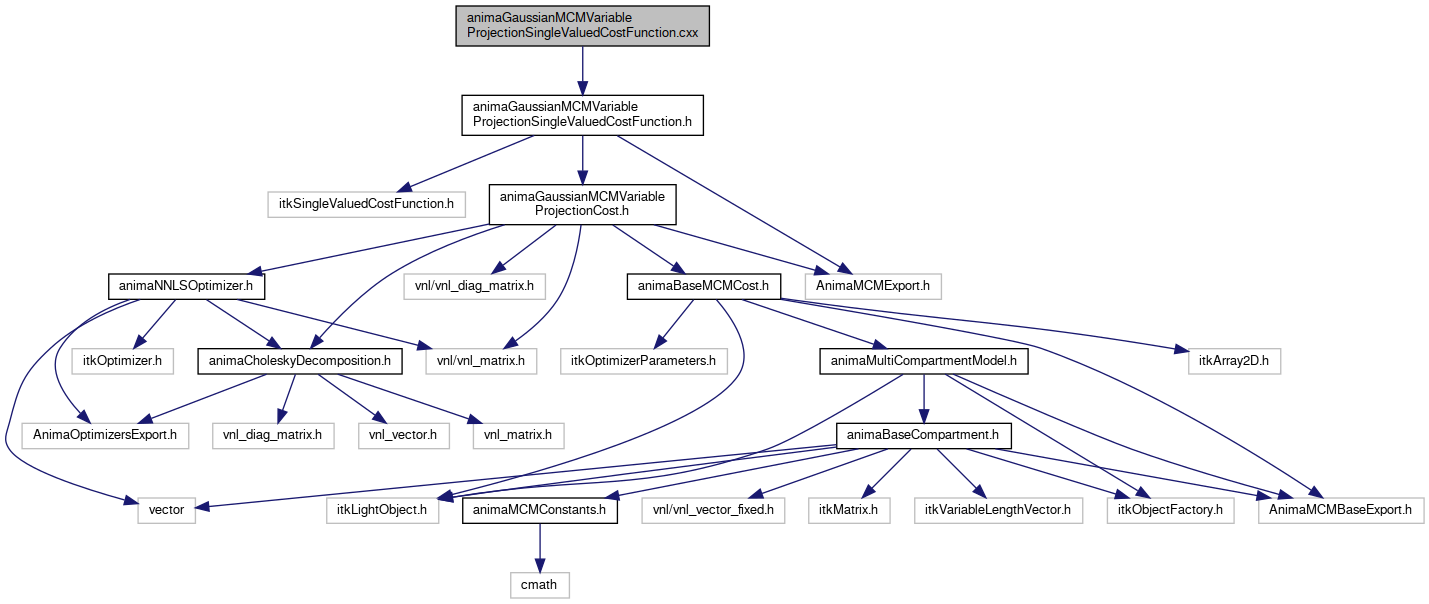 animaGaussianMCMVariable
ProjectionSingleValuedCostFunction.cxx
animaGaussianMCMVariable
ProjectionSingleValuedCostFunction.h
itkSingleValuedCostFunction.h
animaGaussianMCMVariable
ProjectionCost.h
animaNNLSOptimizer.h
vnl/vnl_diag_matrix.h
animaBaseMCMCost.h
AnimaMCMExport.h
itkOptimizer.h
animaCholeskyDecomposition.h
vnl/vnl_matrix.h
itkOptimizerParameters.h
animaMultiCompartmentModel.h
itkArray2D.h
AnimaOptimizersExport.h
vnl_diag_matrix.h
vnl_vector.h
vnl_matrix.h
animaBaseCompartment.h
vector
itkLightObject.h
animaMCMConstants.h
vnl/vnl_vector_fixed.h
itkMatrix.h
itkVariableLengthVector.h
itkObjectFactory.h
AnimaMCMBaseExport.h
cmath